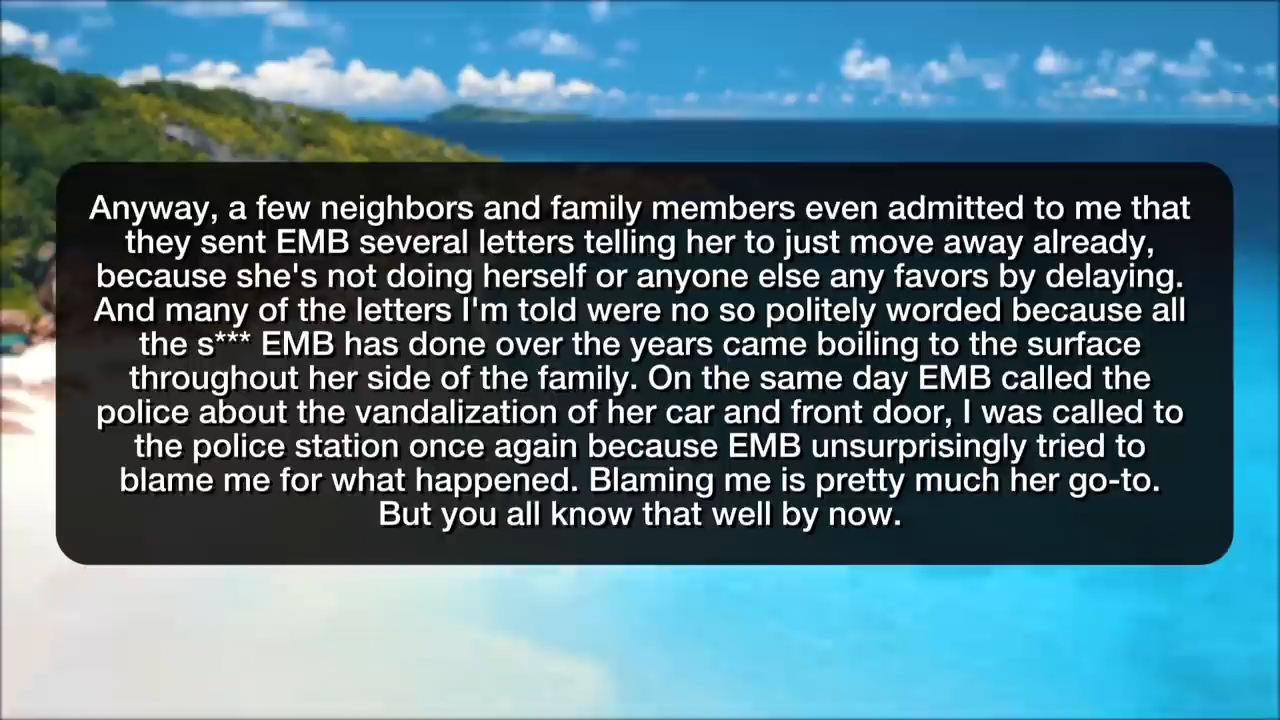 Anyway, a few neighbors and family members even admitted to me that
they sent EMB several letters telling her to just move away already,
because she's not doing herself or anyone else any favors by delaying.
And many of the letters I'm told were no so politely worded because all
the s*** EMB has done over the years came boiling to the surface
throughout her side of the family. On the same day EMB called the
police about the vandalization of her car and front door, I was called to
the police station once again because EMB unsurprisingly tried to
blame me for what happened. Blaming me is pretty much her go-to.
But you all know that well by now.